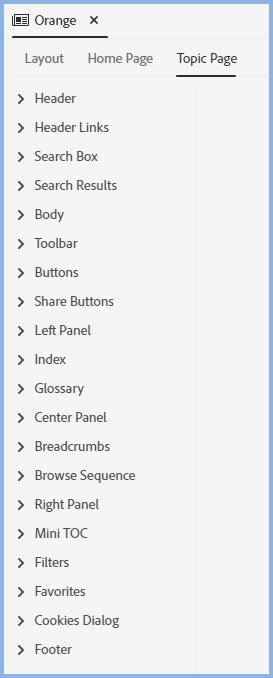 Orange
Layout Home Page Topic Page
Header
Header Links
Search Box
Search Results
Body
Toolbar
Buttons
Share Buttons
Left Panel
Index
Glossary
Center Panel
Breadcrumbs
Browse Sequence
Right Panel
Mini TOC
Filters
Favorites
Cookies Dialog
Footer